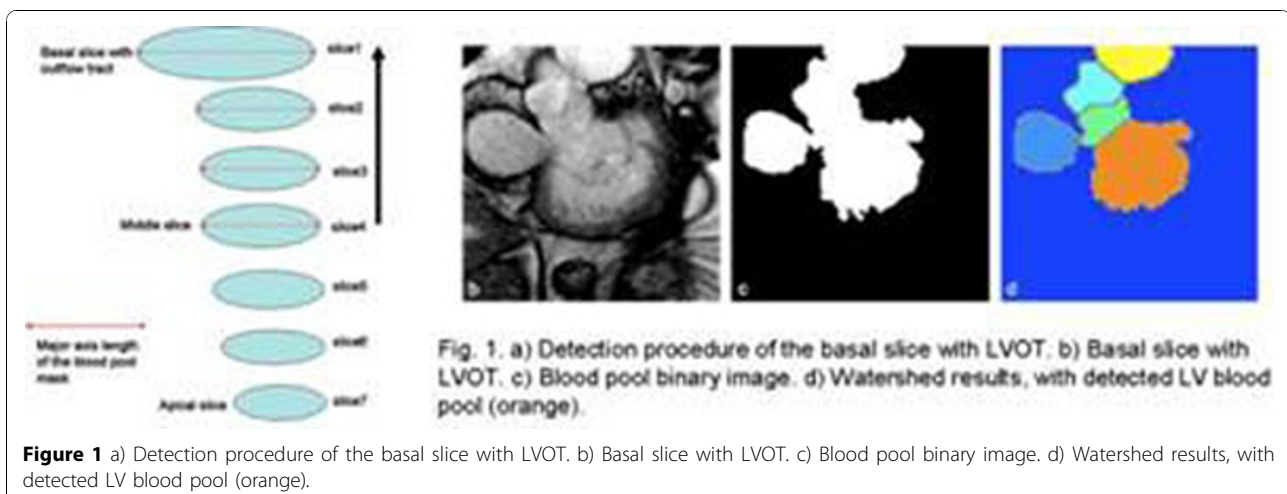 Basal slice with
outflow tract
slice1
slice2
slice3
Middle slice
slice4
slice5
slice6
Major axis length
of the blood pool
mask
Apical slice
slice7
b
c
d
Fig. 1. a) Detection procedure of the basal slice with LVOT. b) Basal slice with
LVOT. c) Blood pool binary image. d) Watershed results, with detected LV blood
pool (orange).
Figure 1 a) Detection procedure of the basal slice with LVOT. b) Basal slice with LVOT. c) Blood pool binary image. d) Watershed results, with
detected LV blood pool (orange).